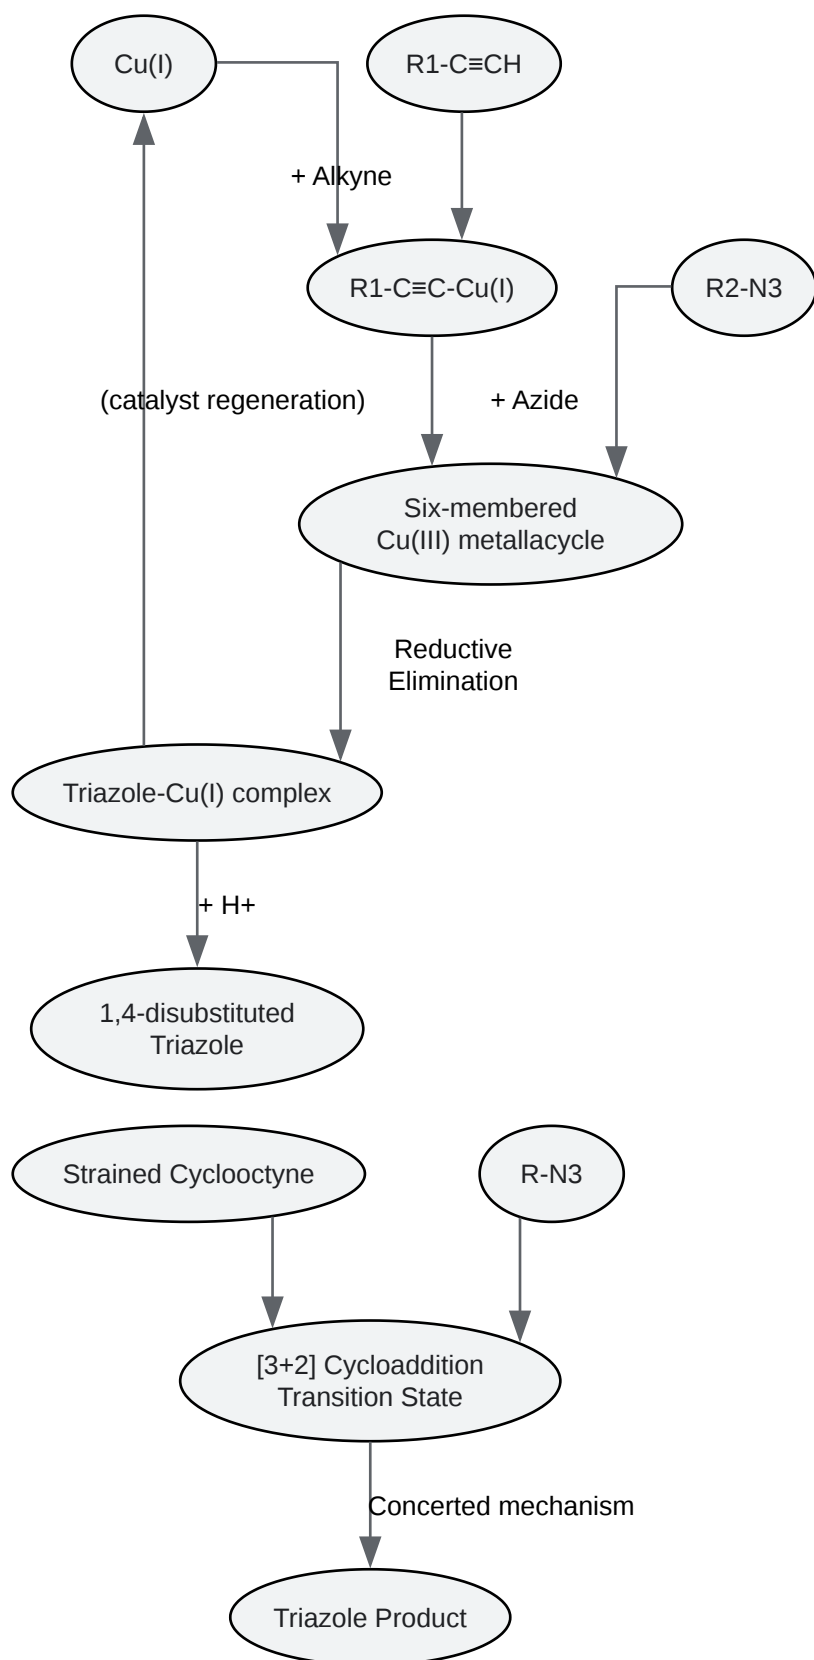 Cu(I)
R1-C≡CH
+ Alkyne
R1-C≡C-Cu(I)
R2-N3
(catalyst regeneration)
+ Azide
Six-membered
Cu(III) metallacycle
Reductive
Elimination
Triazole-Cu(I) complex
+ H+
1,4-disubstituted
Triazole
Strained Cyclooctyne
R-N3
[3+2] Cycloaddition
Transition State
Concerted mechanism
Triazole Product